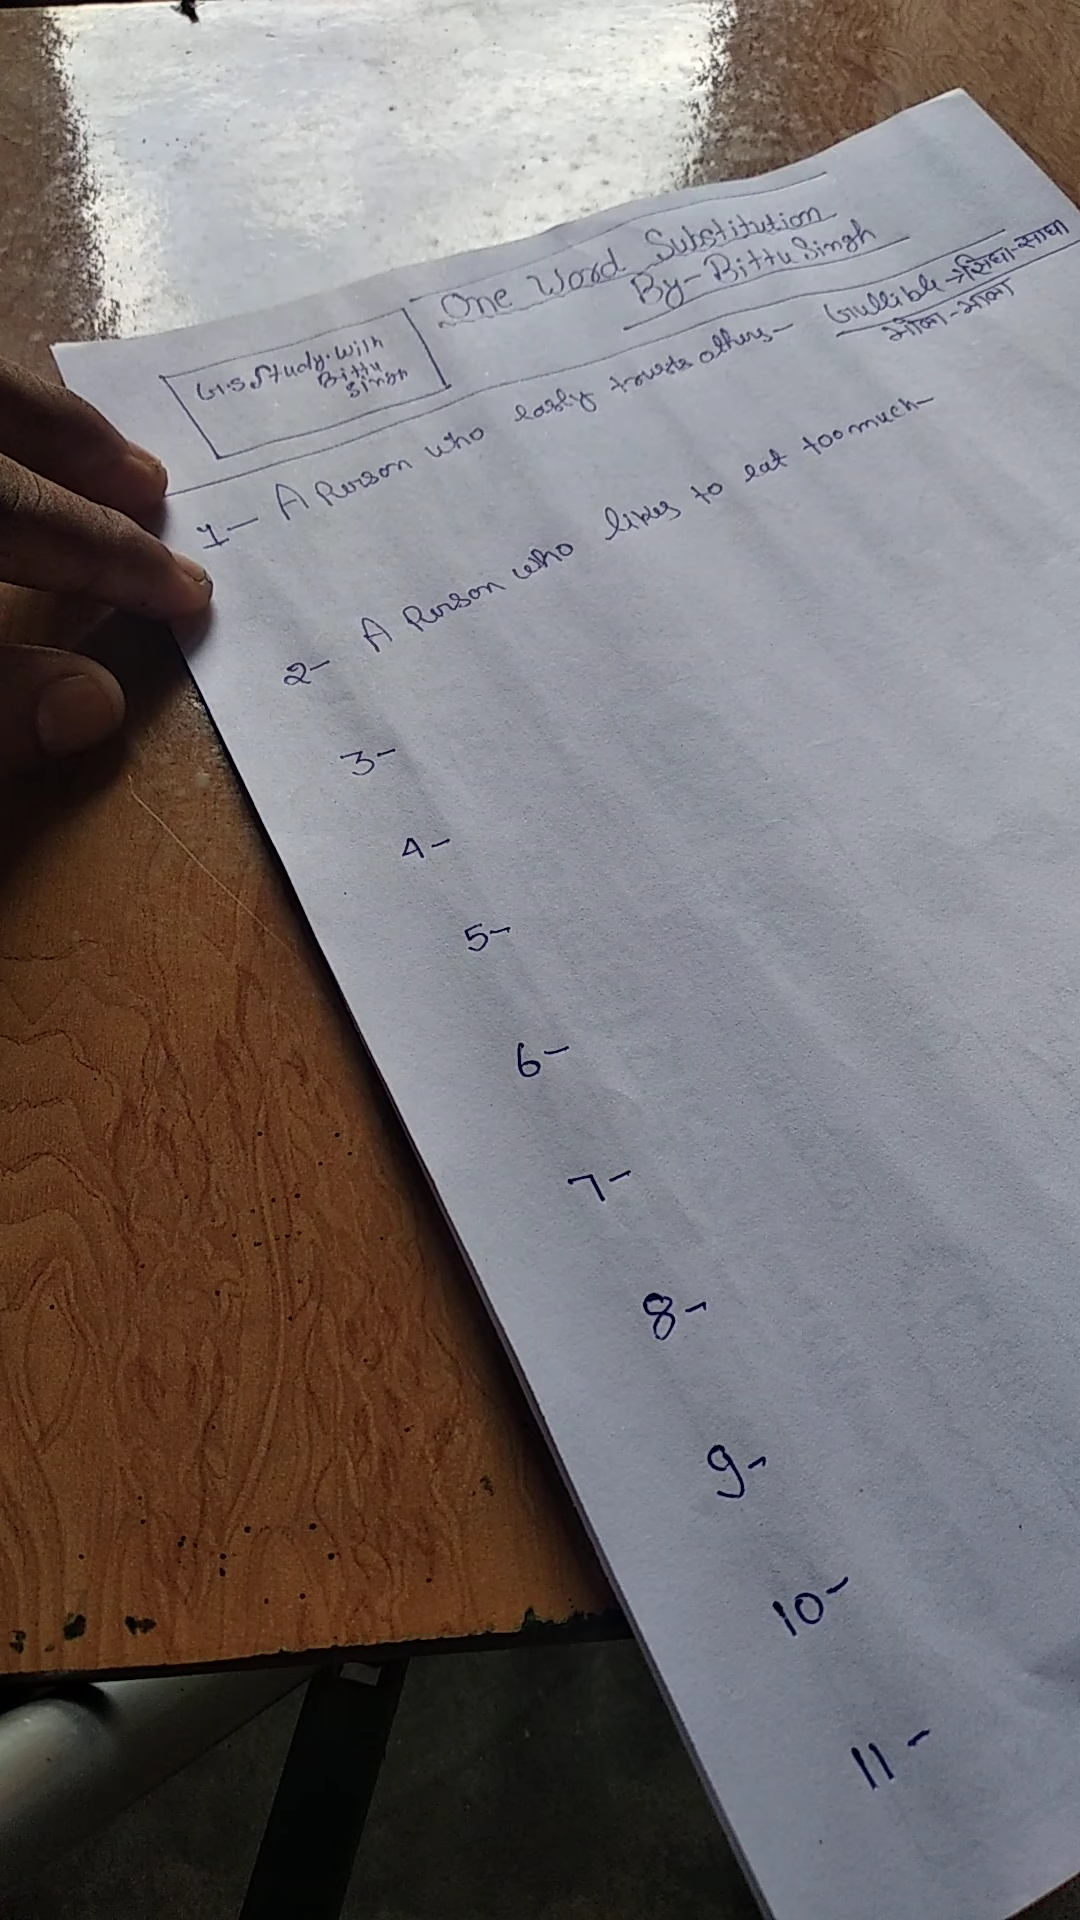 One Word Substitution
By-Bittu Singh
G.S Study. With
Bittu
Singh
1- A Person who easly trusts others- Gullible→सिधा-साधा
भोला-भाला
2- A Person who likes to eat too much-
3-
4-
5-
6-
7-
8-
9-
10-
11-